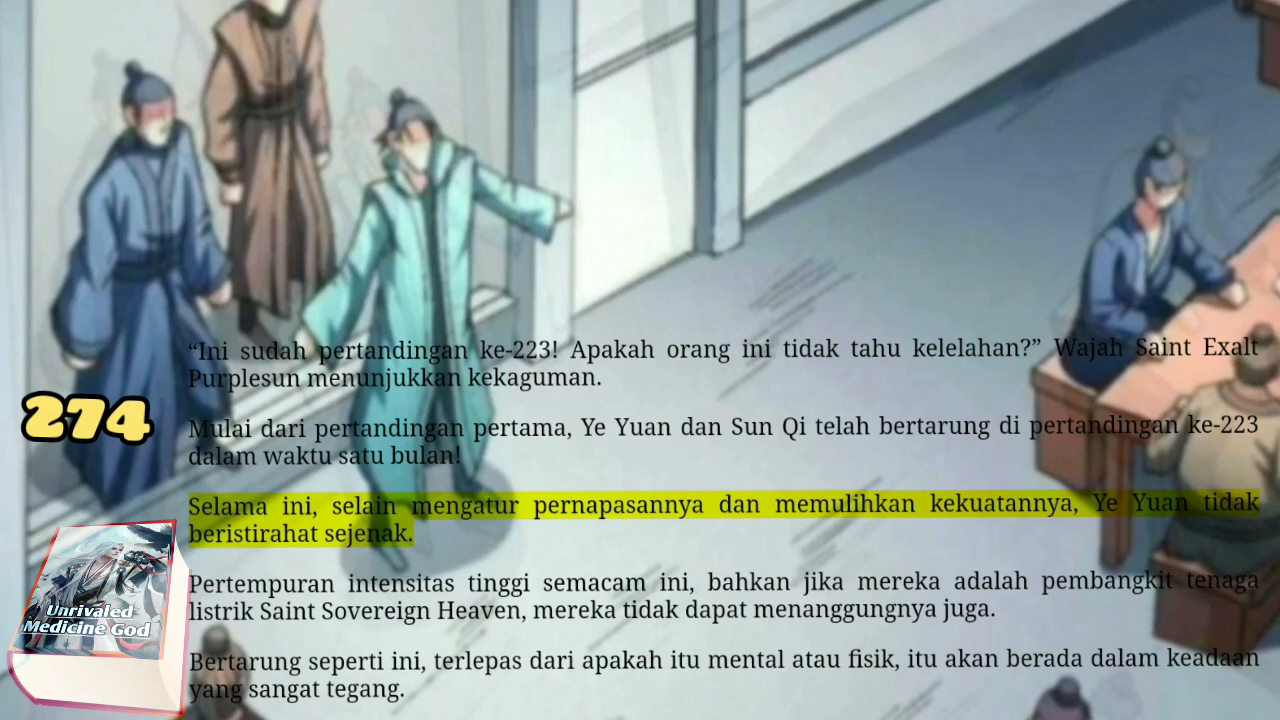 “Ini sudah pertandingan ke-223! Apakah orang ini tidak tahu kelelahan?” Wajah Saint Exalt
Purplesun menunjukkan kekaguman.
Mulai dari pertandingan pertama, Ye Yuan dan Sun Qi telah bertarung di pertandingan ke-223
dalam waktu satu bulan!
Selama ini, selain mengatur pernapasannya dan memulihkan kekuatannya, Ye Yuan tidak
beristirahat sejenak.
Pertempuran intensitas tinggi semacam ini, bahkan jika mereka adalah pembangkit tenaga
listrik Saint Sovereign Heaven, mereka tidak dapat menanggungnya juga.
Bertarung seperti ini, terlepas dari apakah itu mental atau fisik, itu akan berada dalam keadaan
yang sangat tegang.
274
Unrivaled
Medicine God